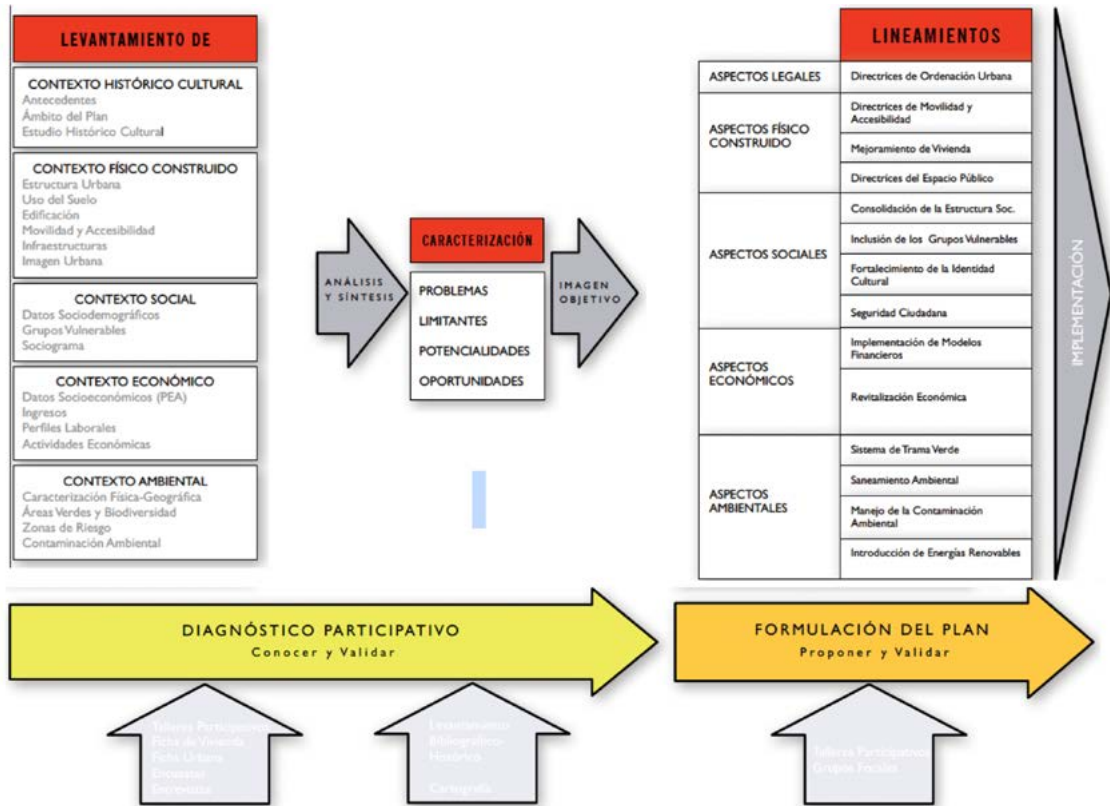 LEVANTAMIENTO DE
CONTEXTO HISTÓRICO CULTURAL
Antecedentes
Ámbito del Plan
Estudio Histórico Cultural
CONTEXTO FÍSICO CONSTRUIDO
Estructura Urbana
Uso del Suelo
Edificación
Movilidad y Accesibilidad
Infraestructuras
Imagen Urbana
CONTEXTO SOCIAL
Datos Sociodemográficos
Grupos Vulnerables
Sociograma
CONTEXTO ECONÓMICO
Datos Socioeconómicos (PEA)
Ingresos
Perfiles Laborales
Actividades Económicas
CONTEXTO AMBIENTAL
Caracterización Física-Geográfica
Áreas Verdes y Biodiversidad
Zonas de Riesgo
Contaminación Ambiental
ANÁLISIS
Y SÍNTESIS
CARACTERIZACIÓN
PROBLEMAS
LIMITANTES
POTENCIALIDADES
OPORTUNIDADES
IMAGEN
OBJETIVO
LINEAMIENTOS
ASPECTOS LEGALES
Directrices de Ordenación Urbana
ASPECTOS FÍSICO
CONSTRUIDO
Directrices de Movilidad y
Accesibilidad
Mejoramiento de Vivienda
Directrices del Espacio Público
ASPECTOS SOCIALES
Consolidación de la Estructura Soc.
Inclusión de los Grupos Vulnerables
Fortalecimiento de la Identidad
Cultural
Seguridad Ciudadana
ASPECTOS
ECONÓMICOS
Implementación de Modelos
Financieros
Revitalización Económica
ASPECTOS
AMBIENTALES
Sistema de Trama Verde
Saneamiento Ambiental
Manejo de la Contaminación
Ambiental
Introducción de Energías Renovables
IMPLEMENTACIÓN
DIAGNÓSTICO PARTICIPATIVO
Conocer y Validar
FORMULACIÓN DEL PLAN
Proponer y Validar
Talleres Participativo
Ficha de Vivienda
Ficha Urbana
Encuestas
Entrevistas
Levantamiento
Bibliográfico-
Histórico
Cartografía
Talleres Participativo
Grupos Focales